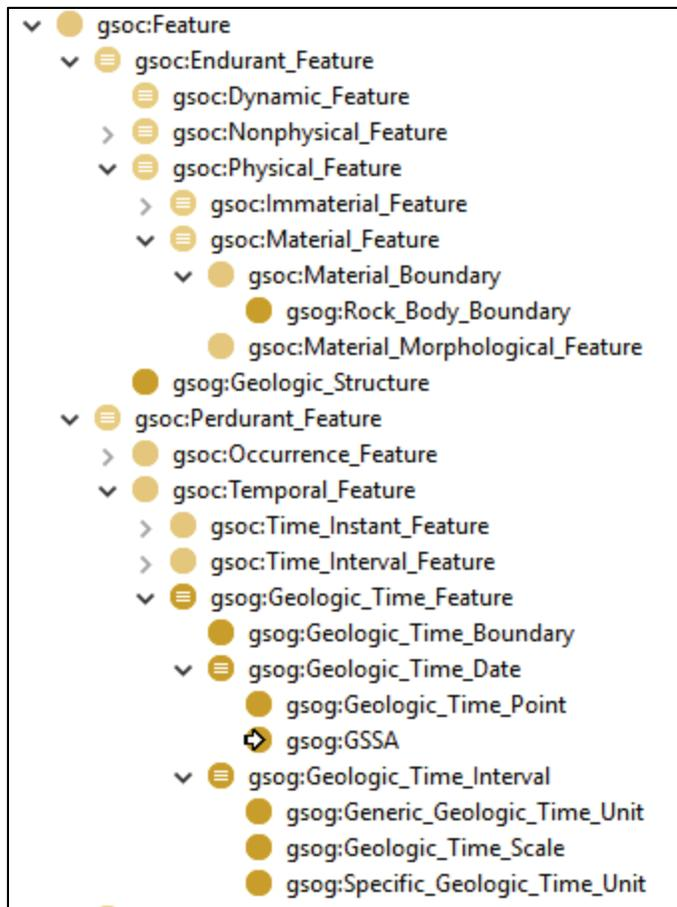 gsoc:Feature
gsoc:Endurant_Feature
gsoc:Dynamic_Feature
gsoc:Nonphysical_Feature
gsoc:Physical_Feature
gsoc:Immaterial_Feature
gsoc:Material_Feature
gsoc:Material_Boundary
gsog:Rock_Body_Boundary
gsoc:Material_Morphological_Feature
gsog:Geologic_Structure
gsoc:Perdurant_Feature
gsoc:Occurrence_Feature
gsoc:Temporal_Feature
gsoc:Time_Instant_Feature
gsoc:Time_Interval_Feature
gsog:Geologic_Time_Feature
gsog:Geologic_Time_Boundary
gsog:Geologic_Time_Date
gsog:Geologic_Time_Point
gsog:GSSA
gsog:Geologic_Time_Interval
gsog:Generic_Geologic_Time_Unit
gsog:Geologic_Time_Scale
gsog:Specific_Geologic_Time_Unit